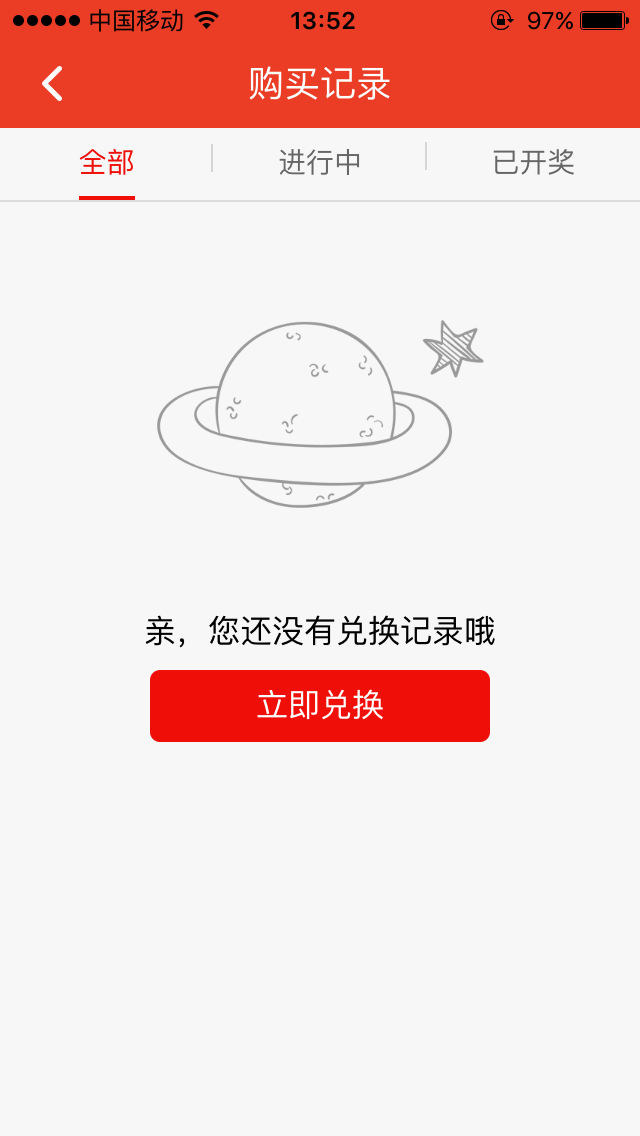 中国移动 13:52 97%
购买记录
全部 进行中 已开奖
亲，您还没有兑换记录哦
立即兑换